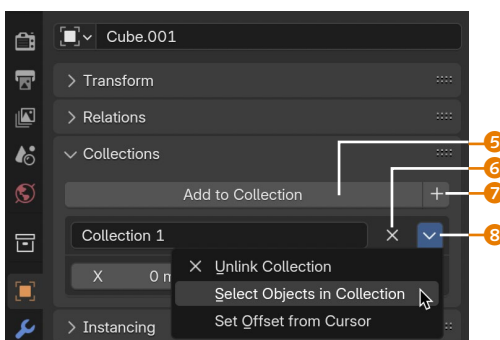 Cube.001
Transform
Relations
Collections
5
Add to Collection
6
7
Collection 1
8
Unlink Collection
X 0 m
Select Objects in Collection
Set Offset from Cursor
Instancing